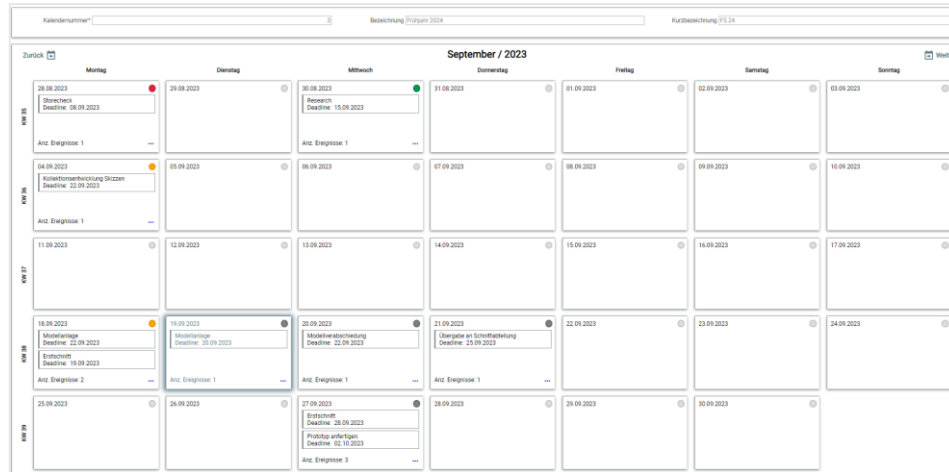 Kalendernummer* 3 Bezeichnung Frühjahr 2024 Kurzbezeichnung FS 24
Zurück September / 2023 Weit
Montag Dienstag Mittwoch Donnerstag Freitag Samstag Sonntag
KW 35
28.08.2023 29.08.2023 30.08.2023 31.08.2023 01.09.2023 02.09.2023 03.09.2023
Storecheck Research
Deadline: 08.09.2023 Deadline: 15.09.2023
Anz. Ereignisse: 1 ... Anz. Ereignisse: 1 ...
KW 36
04.09.2023 05.09.2023 06.09.2023 07.09.2023 08.09.2023 09.09.2023 10.09.2023
Kollektionsentwicklung Skizzen
Deadline: 22.09.2023
Anz. Ereignisse: 1 ...
KW 37
11.09.2023 12.09.2023 13.09.2023 14.09.2023 15.09.2023 16.09.2023 17.09.2023
KW 38
18.09.2023 19.09.2023 20.09.2023 21.09.2023 22.09.2023 23.09.2023 24.09.2023
Modellanlage Modellanlage Modellverabschiedung Übergabe an Schnittabteilung
Deadline: 22.09.2023 Deadline: 20.09.2023 Deadline: 22.09.2023 Deadline: 25.09.2023
Erstschnitt
Deadline: 19.09.2023
Anz. Ereignisse: 2 ... Anz. Ereignisse: 1 ... Anz. Ereignisse: 1 ... Anz. Ereignisse: 1 ...
KW 39
25.09.2023 26.09.2023 27.09.2023 28.09.2023 29.09.2023 30.09.2023
Erstschnitt
Deadline: 28.09.2023
Prototyp anfertigen
Deadline: 02.10.2023
Anz. Ereignisse: 3 ...